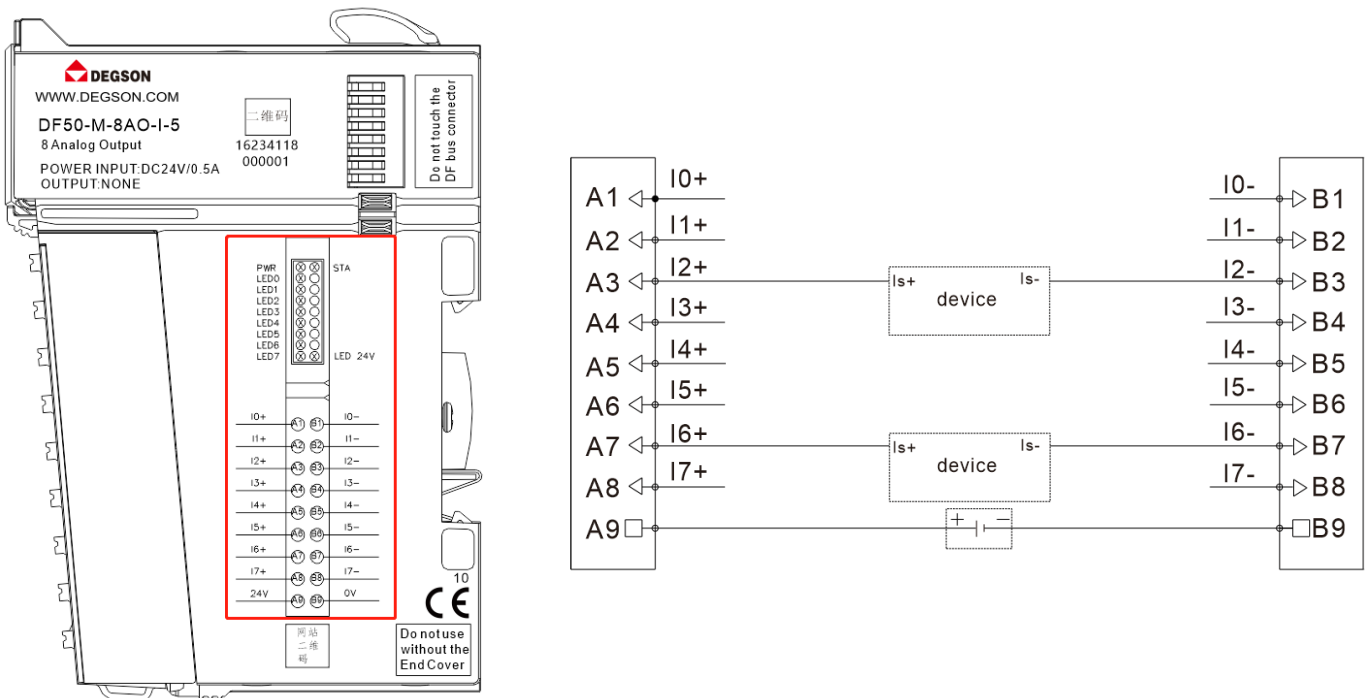 DEGSON
WWW.DEGSON.COM
DF50-M-8AO-I-5
8 Analog Output
POWER INPUT:DC24V/0.5A
OUTPUT:NONE
二维码
16234118
000001
Do not touch the
DF bus connector
PWR STA
LED0
LED1
LED2
LED3
LED4
LED5
LED6
LED7 LED 24V
I0+ A1 B1 I0-
I1+ A2 B2 I1-
I2+ A3 B3 I2-
I3+ A4 B4 I3-
I4+ A5 B5 I4-
I5+ A6 B6 I5-
I6+ A7 B7 I6-
I7+ A8 B8 I7-
24V A9 B9 0V
网站
二维
码
10
CE
Do not use
without the
End Cover
A1 I0+ I0- B1
A2 I1+ I1- B2
A3 I2+ Is+ device Is- I2- B3
A4 I3+ I3- B4
A5 I4+ I4- B5
A6 I5+ I5- B6
A7 I6+ Is+ device Is- I6- B7
A8 I7+ I7- B8
A9 + - B9